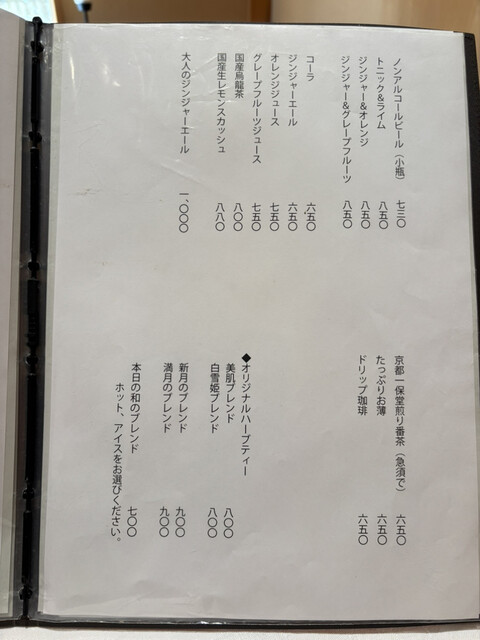 ノンアルコールビール（小瓶） 七三〇
トニック＆ライム 八五〇
ジンジャー＆オレンジ 八五〇
ジンジャー＆グレープフルーツ 八五〇
コーラ 六五〇
ジンジャーエール 六五〇
オレンジジュース 七五〇
グレープフルーツジュース 七五〇
国産烏龍茶 八〇〇
国産生レモンスカッシュ 八八〇
大人のジンジャーエール 一、〇〇〇
京都一保堂煎り番茶（急須で） 六五〇
たっぷりお薄 六五〇
ドリップ珈琲 六五〇
◆オリジナルハーブティー
美肌ブレンド 八〇〇
白雪姫ブレンド 八〇〇
新月のブレンド 九〇〇
満月のブレンド 九〇〇
本日の和のブレンド 七〇〇
ホット、アイスをお選びください。